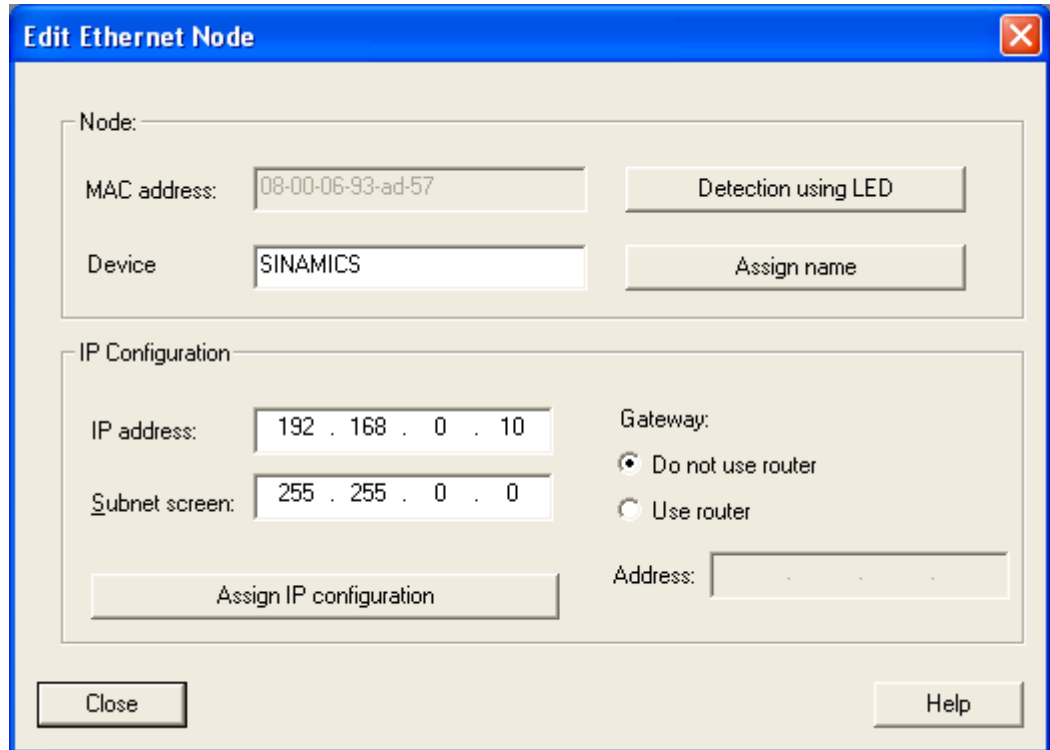 Edit Ethernet Node
Node:
MAC address: 08-00-06-93-ad-57 Detection using LED
Device SINAMICS Assign name
IP Configuration
IP address: 192 . 168 . 0 . 10
Gateway:
Do not use router
Subnet screen: 255 . 255 . 0 . 0
Use router
Address: . . .
Assign IP configuration
Close Help